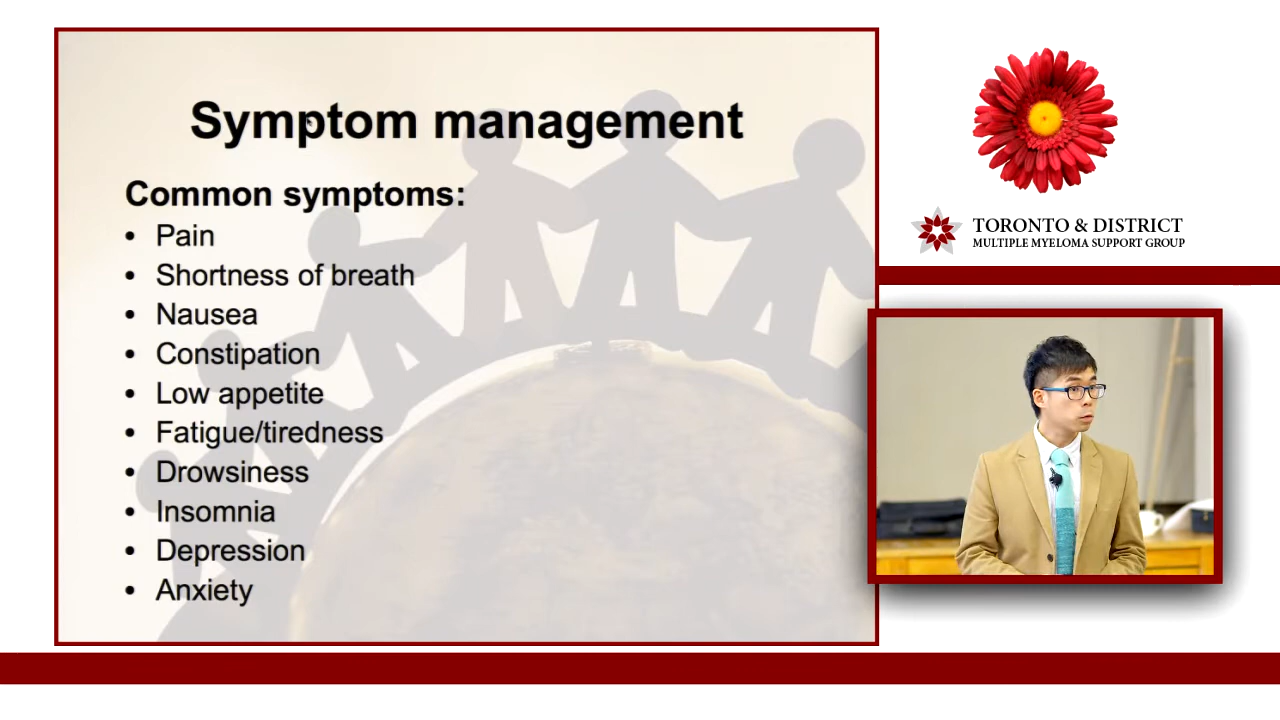 Symptom management
Common symptoms:
• Pain
• Shortness of breath
• Nausea
• Constipation
• Low appetite
• Fatigue/tiredness
• Drowsiness
• Insomnia
• Depression
• Anxiety
TORONTO & DISTRICT
MULTIPLE MYELOMA SUPPORT GROUP